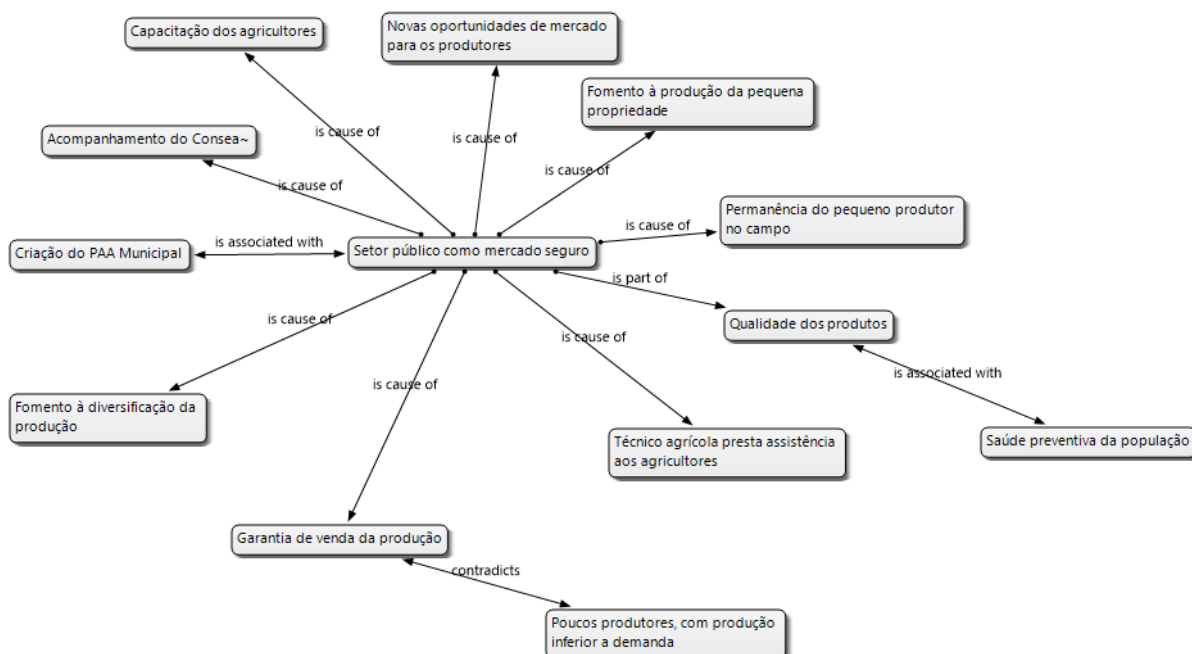 Capacitação dos agricultores
Novas oportunidades de mercado
para os produtores
Fomento à produção da pequena
propriedade
is cause of
is cause of
Acompanhamento do Consea~
is cause of
is cause of
Permanência do pequeno produtor
no campo
is cause of
Criação do PAA Municipal
is associated with
Setor público como mercado seguro
is part of
Qualidade dos produtos
is cause of
is cause of
is associated with
is cause of
Fomento à diversificação da
produção
Técnico agrícola presta assistência
aos agricultores
Saúde preventiva da população
Garantia de venda da produção
contradicts
Poucos produtores, com produção
inferior a demanda